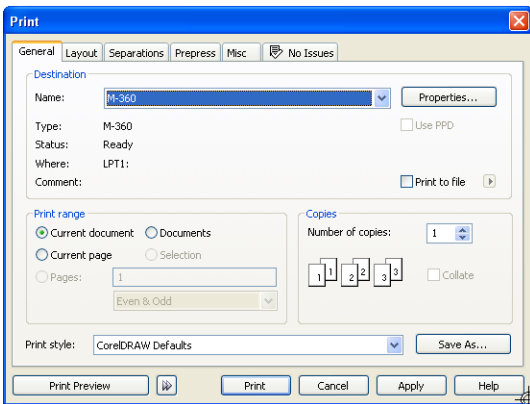 Print
General Layout Separations Prepress Misc No Issues
Destination
Name: M-360 Properties...
Type: M-360 Use PPD
Status: Ready
Where: LPT1:
Comment: Print to file
Print range Copies
Current document Documents Number of copies: 1
Current page Selection
Pages: 1 1 1 2 2 3 3 Collate
Even & Odd
Print style: CorelDRAW Defaults Save As...
Print Preview Print Cancel Apply Help